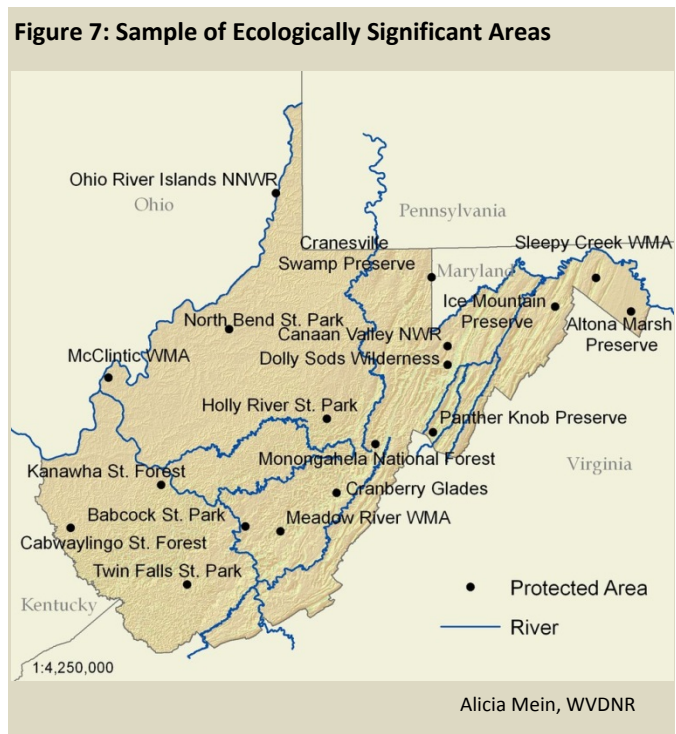 Figure 7: Sample of Ecologically Significant Areas
Ohio River Islands NNWR
Ohio
Pennsylvania
Cranesville
Swamp Preserve
Sleepy Creek WMA
Maryland
Ice Mountain
Preserve
North Bend St. Park
Canaan Valley NWR
Altona Marsh
Preserve
McClintic WMA
Dolly Sods Wilderness
Holly River St. Park
Panther Knob Preserve
Monongahela National Forest
Virginia
Kanawha St. Forest
Cranberry Glades
Babcock St. Park
Meadow River WMA
Cabwaylingo St. Forest
Twin Falls St. Park
Kentucky
Protected Area
River
1:4,250,000
Alicia Mein, WVDNR